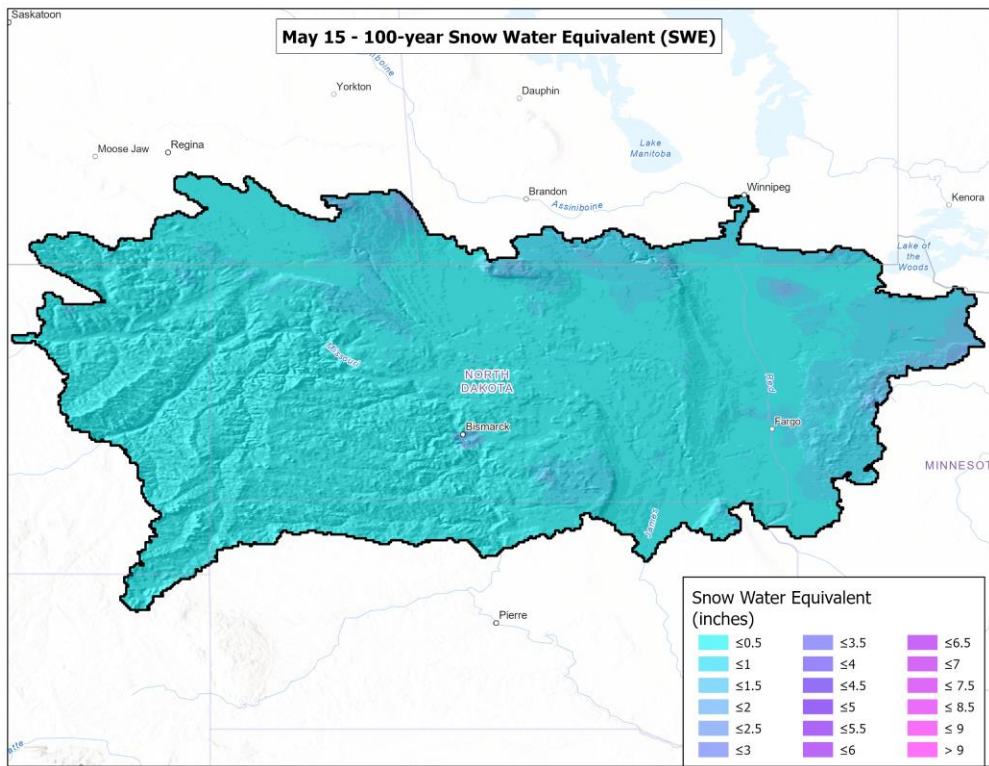 Saskatoon
May 15 - 100-year Snow Water Equivalent (SWE)
Yorkton
Dauphin
Lake
Manitoba
Moose Jaw
Regina
Winnipeg
Brandon
Assiniboine
Kenora
Lake of
the
Woods
Missouri
NORTH
DAKOTA
Red
Bismarck
Fargo
MINNESOT
James
Pierre
Snow Water Equivalent
(inches)
≤0.5
≤1
≤1.5
≤2
≤2.5
≤3
≤3.5
≤4
≤4.5
≤5
≤5.5
≤6
≤6.5
≤7
≤ 7.5
≤ 8.5
≤ 9
> 9
atte